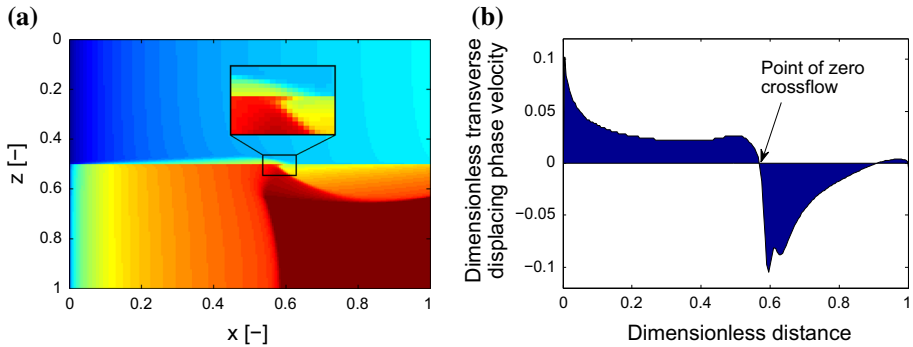 (a)
0
0.2
0.4
0.6
0.8
1
z [−]
0
0.2
0.4
0.6
0.8
1
x [−]
(b)
Dimensionless transverse
displacing phase velocity
0.1
0.05
0
−0.05
−0.1
Point of zero
crossflow
0
0.2
0.4
0.6
0.8
1
Dimensionless distance